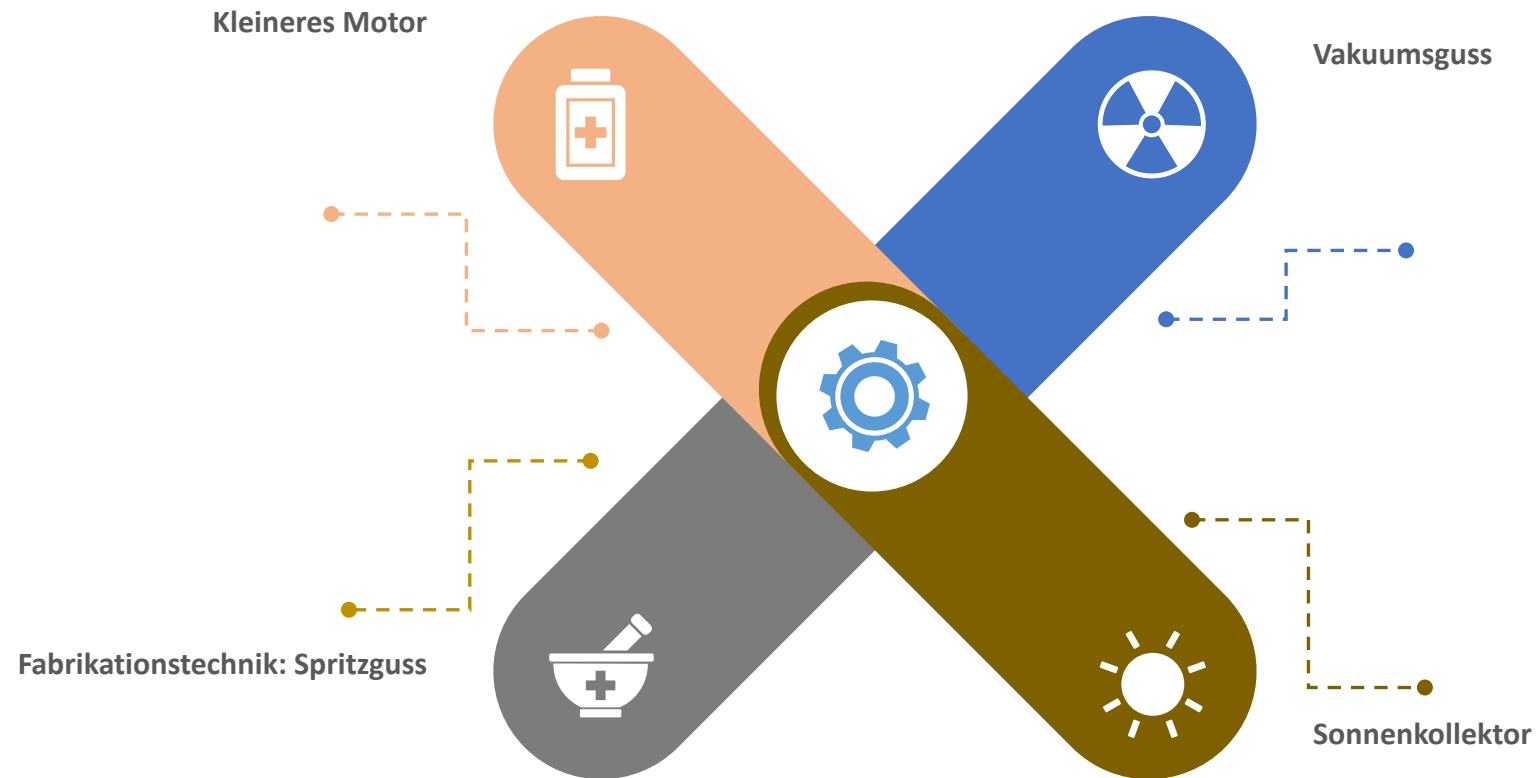 Kleineres Motor
Vakuumsguss
Fabrikationstechnik: Spritzguss
Sonnenkollektor